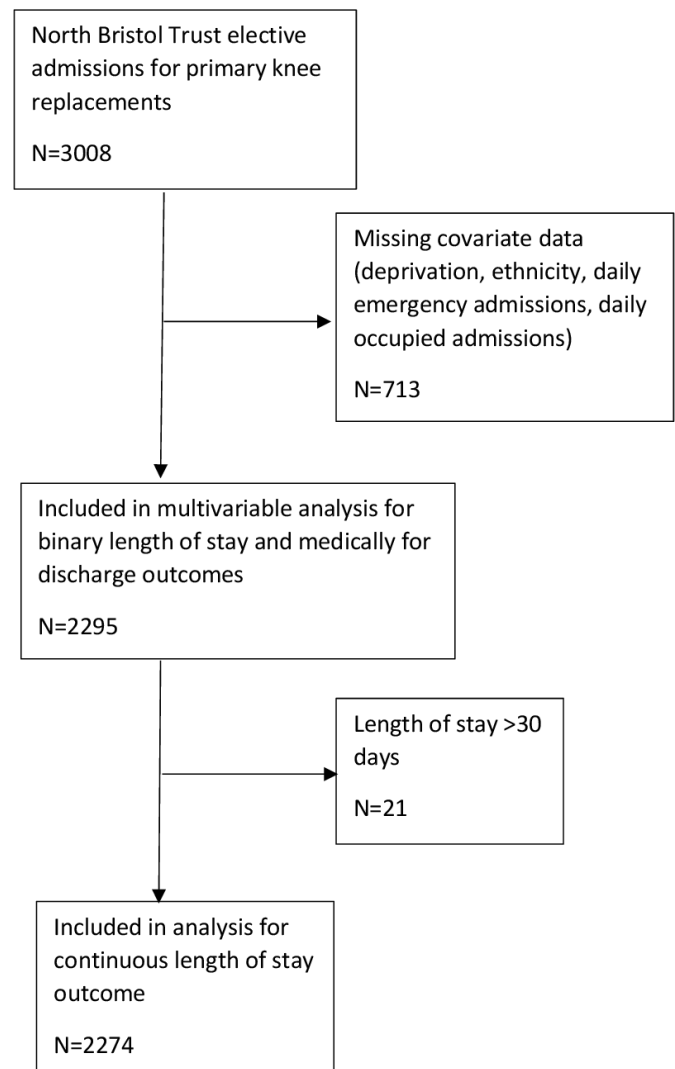 North Bristol Trust elective
admissions for primary knee
replacements
N=3008
Missing covariate data
(deprivation, ethnicity, daily
emergency admissions, daily
occupied admissions)
N=713
Included in multivariable analysis for
binary length of stay and medically for
discharge outcomes
N=2295
Length of stay >30
days
N=21
Included in analysis for
continuous length of stay
outcome
N=2274